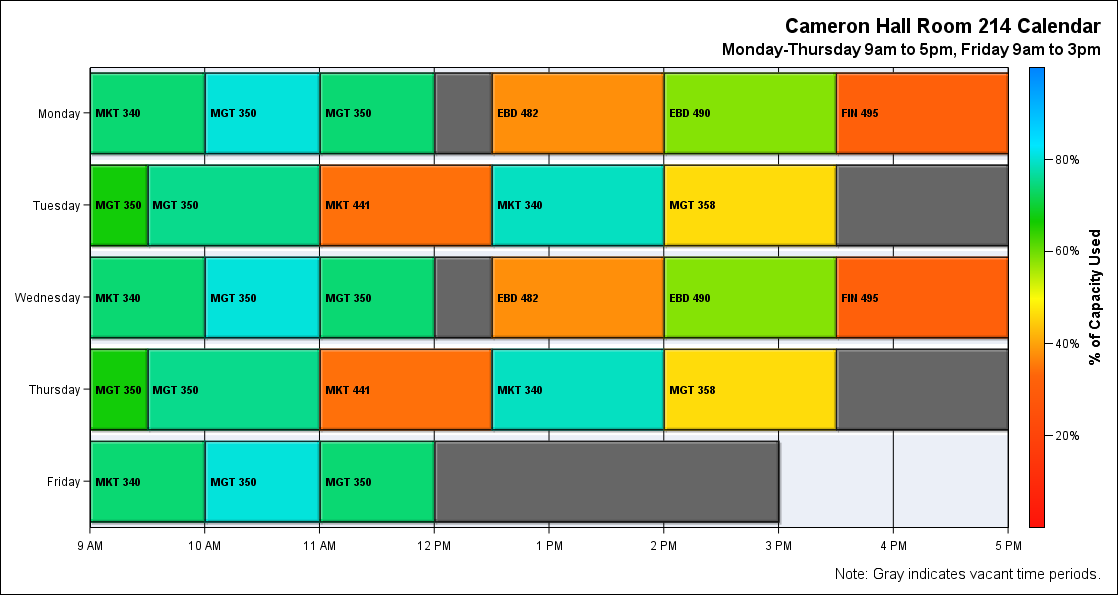 Cameron Hall Room 214 Calendar
Monday-Thursday 9am to 5pm, Friday 9am to 3pm
Monday
MKT 340
MGT 350
MGT 350
EBD 482
EBD 490
FIN 495
Tuesday
MGT 350
MGT 350
MKT 441
MKT 340
MGT 358
Wednesday
MKT 340
MGT 350
MGT 350
EBD 482
EBD 490
FIN 495
Thursday
MGT 350
MGT 350
MKT 441
MKT 340
MGT 358
Friday
MKT 340
MGT 350
MGT 350
9 AM
10 AM
11 AM
12 PM
1 PM
2 PM
3 PM
4 PM
5 PM
80%
60%
40%
20%
% of Capacity Used
Note: Gray indicates vacant time periods.